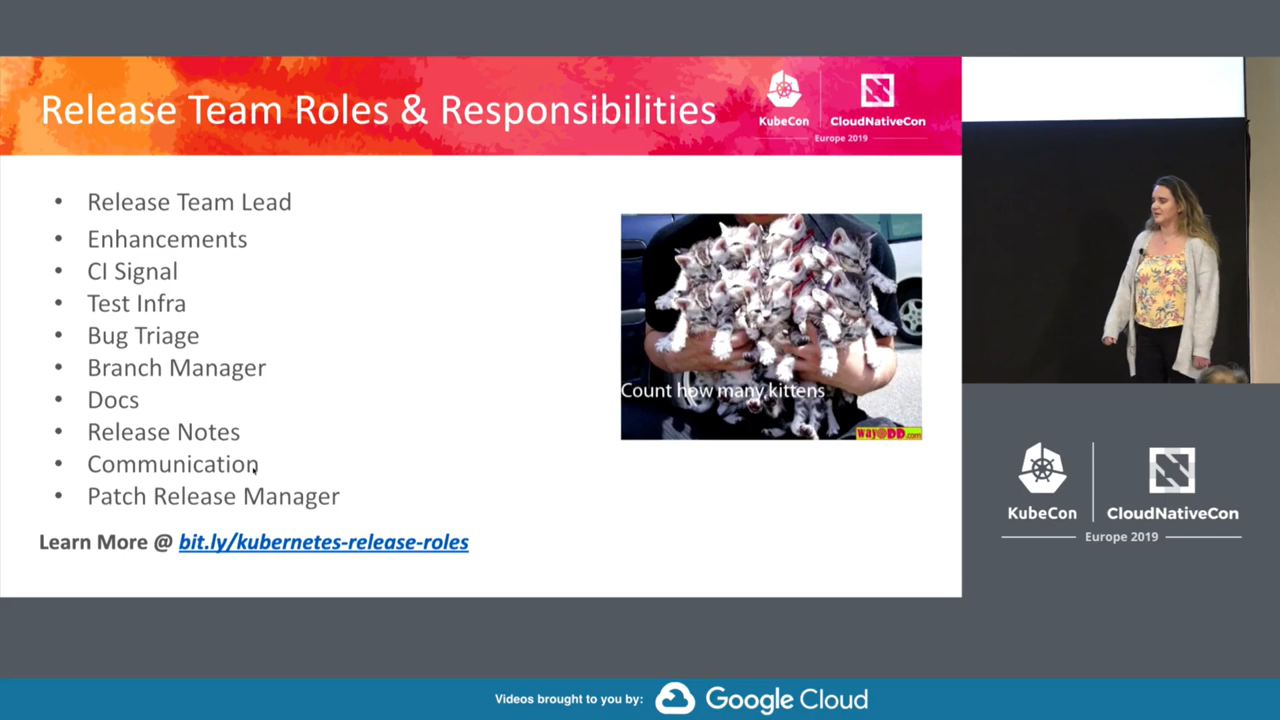 Release Team Roles & Responsibilities
KubeCon
CloudNativeCon
Europe 2019
• Release Team Lead
• Enhancements
• CI Signal
• Test Infra
• Bug Triage
• Branch Manager
• Docs
• Release Notes
• Communication
• Patch Release Manager
Learn More @ bit.ly/kubernetes-release-roles
Count how many kittens
way2DD.com
KubeCon
CloudNativeCon
Europe 2019
Videos brought to you by:
Google Cloud